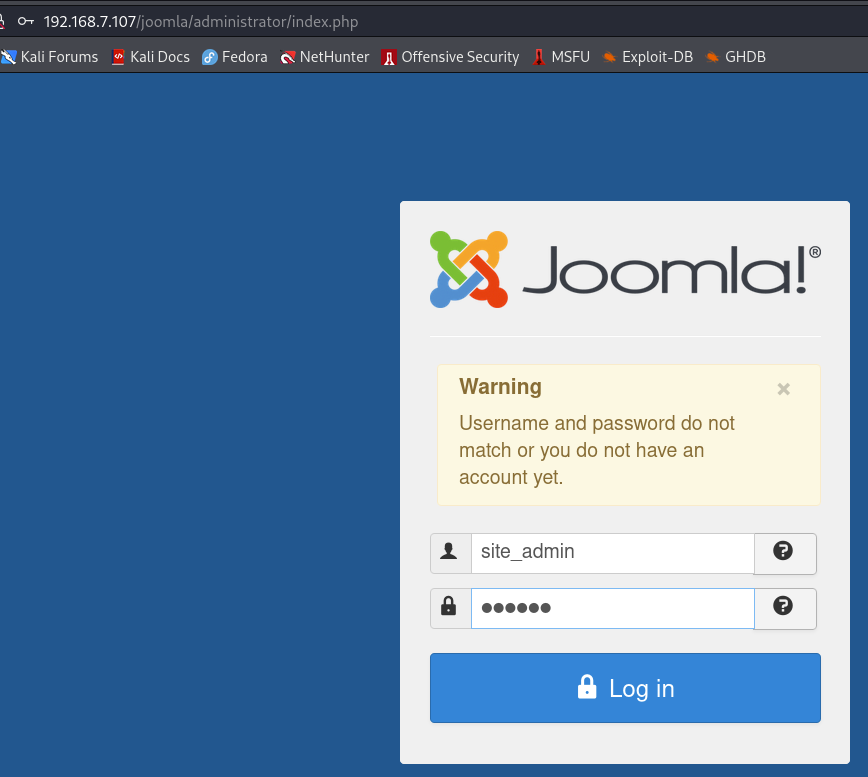 192.168.7.107/joomla/administrator/index.php
Kali Forums Kali Docs Fedora NetHunter Offensive Security MSFU Exploit-DB GHDB
Joomla!®
Warning ×
Username and password do not
match or you do not have an
account yet.
site_admin
••••••
Log in